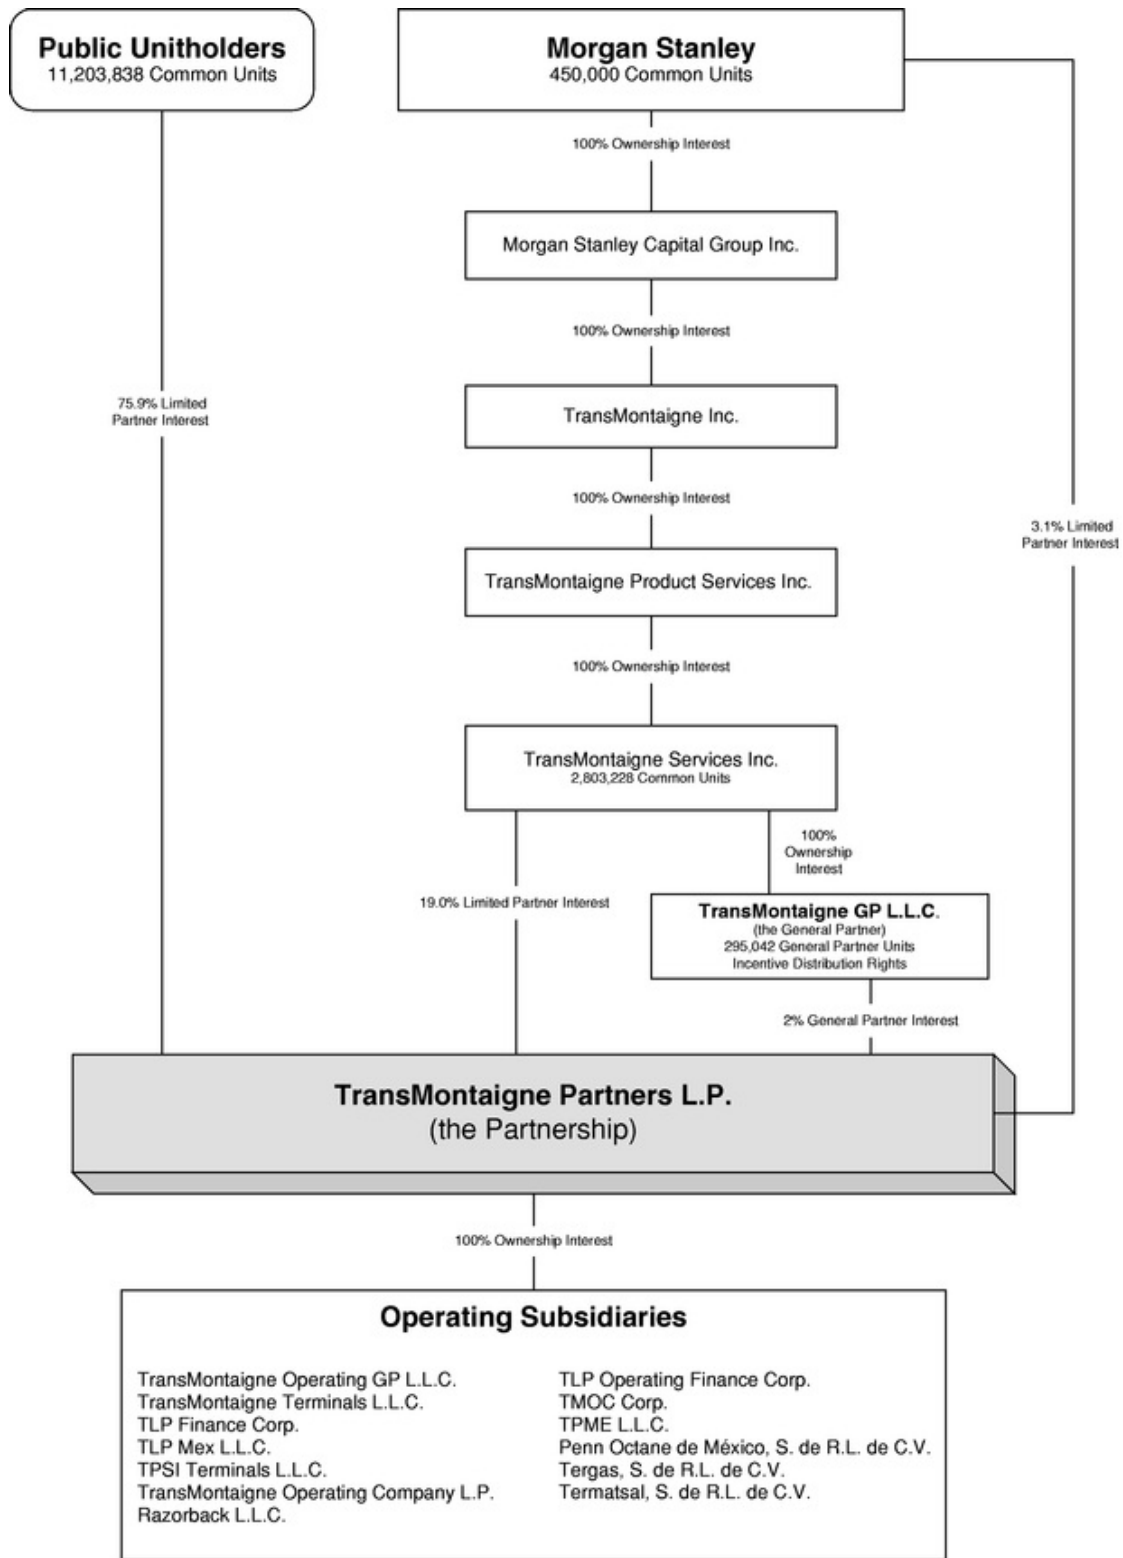 Public Unitholders
11,203,838 Common Units
Morgan Stanley
450,000 Common Units
100% Ownership Interest
Morgan Stanley Capital Group Inc.
100% Ownership Interest
TransMontaigne Inc.
75.9% Limited
Partner Interest
100% Ownership Interest
3.1% Limited
Partner Interest
TransMontaigne Product Services Inc.
100% Ownership Interest
TransMontaigne Services Inc.
2,803,228 Common Units
100%
Ownership
Interest
19.0% Limited Partner Interest
TransMontaigne GP L.L.C.
(the General Partner)
295,042 General Partner Units
Incentive Distribution Rights
2% General Partner Interest
TransMontaigne Partners L.P.
(the Partnership)
100% Ownership Interest
Operating Subsidiaries
TransMontaigne Operating GP L.L.C.
TransMontaigne Terminals L.L.C.
TLP Finance Corp.
TLP Mex L.L.C.
TPSI Terminals L.L.C.
TransMontaigne Operating Company L.P.
Razorback L.L.C.
TLP Operating Finance Corp.
TMOC Corp.
TPME L.L.C.
Penn Octane de México, S. de R.L. de C.V.
Tergas, S. de R.L. de C.V.
Termatsal, S. de R.L. de C.V.